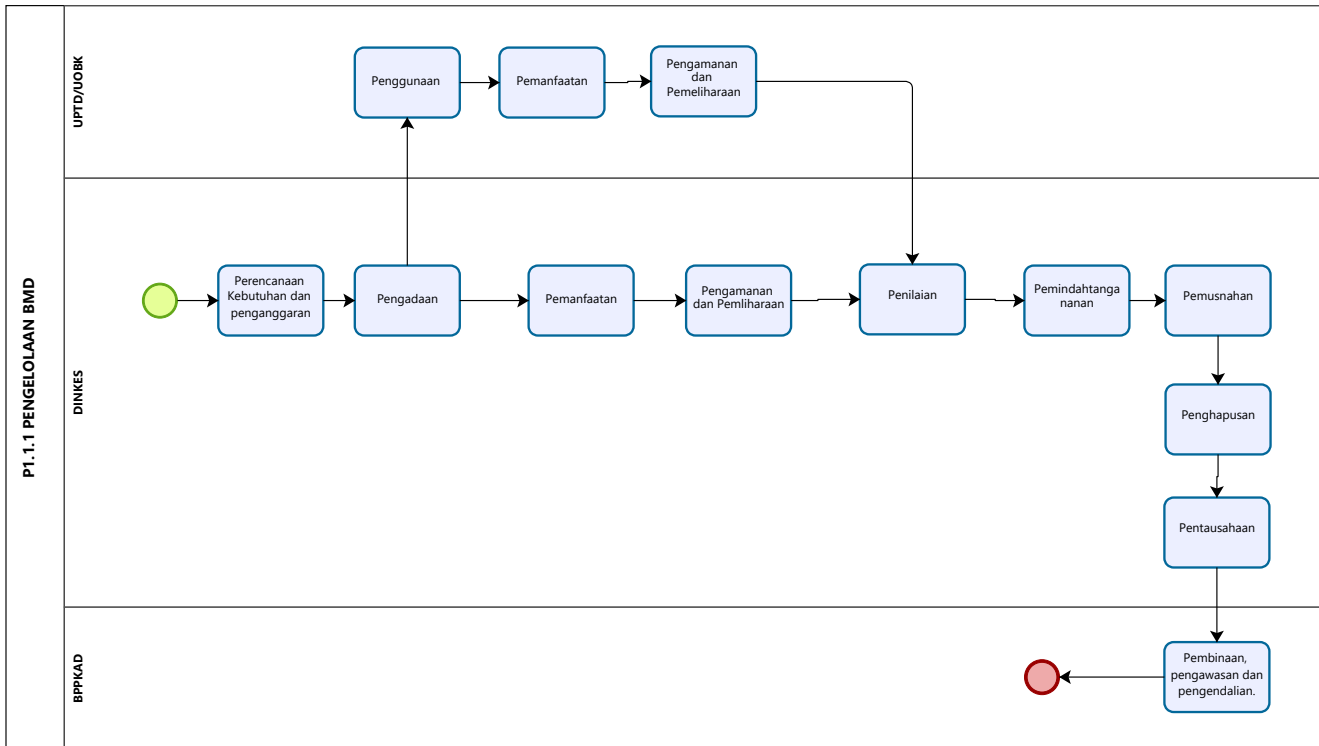 P1.1.1 PENGELOLAAN BMD
UPTD/UOBK
Penggunaan
Pemanfaatan
Pengamanan
dan
Pemeliharaan
DINKES
Perencanaan
Kebutuhan dan
penganggaran
Pengadaan
Pemanfaatan
Pengamanan
dan Pemliharaan
Penilaian
Pemindahtanga
nanan
Pemusnahan
Penghapusan
Pentausahaan
BPPKAD
Pembinaan,
pengawasan dan
pengendalian.